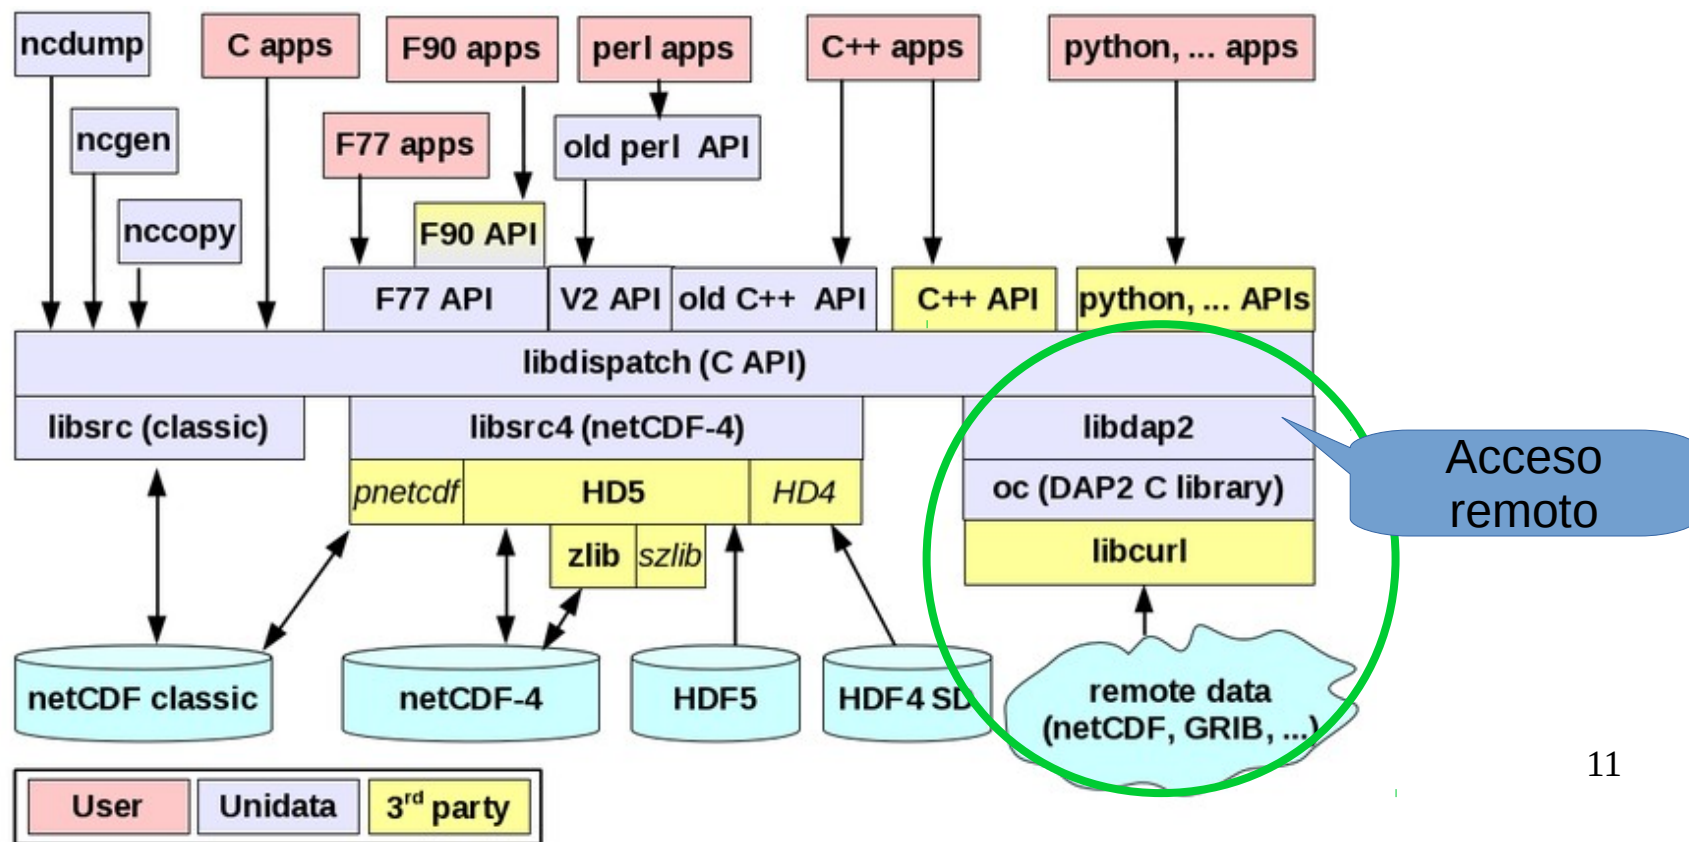 ncdump
C apps
F90 apps
perl apps
C++ apps
python, ... apps
ncgen
F77 apps
old perl API
nccopy
F90 API
F77 API
V2 API
old C++ API
C++ API
python, ... APIs
libdispatch (C API)
libsrc (classic)
libsrc4 (netCDF-4)
libdap2
Acceso
remoto
pnetcdf
HD5
HD4
oc (DAP2 C library)
zlib
szlib
libcurl
netCDF classic
netCDF-4
HDF5
HDF4 SD
remote data
(netCDF, GRIB, ...)
11
User
Unidata
3rd party